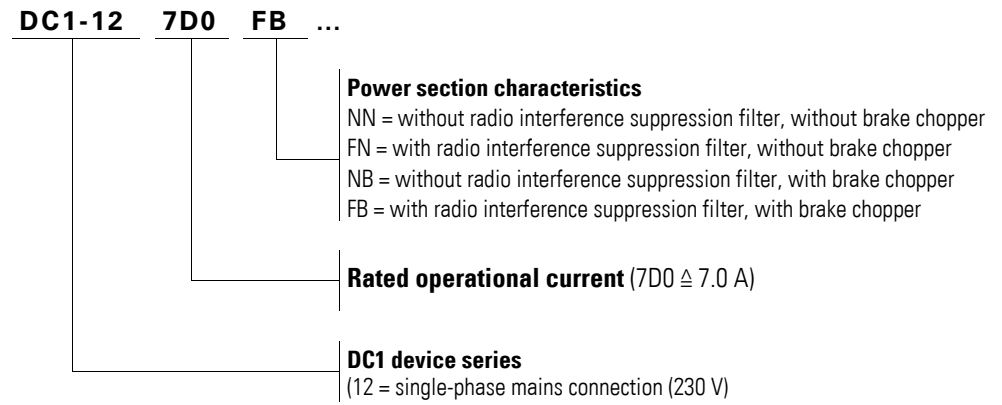 DC1-12 7D0 FB ...
Power section characteristics
NN = without radio interference suppression filter, without brake chopper
FN = with radio interference suppression filter, without brake chopper
NB = without radio interference suppression filter, with brake chopper
FB = with radio interference suppression filter, with brake chopper
Rated operational current (7D0 ≙ 7.0 A)
DC1 device series
(12 = single-phase mains connection (230 V)